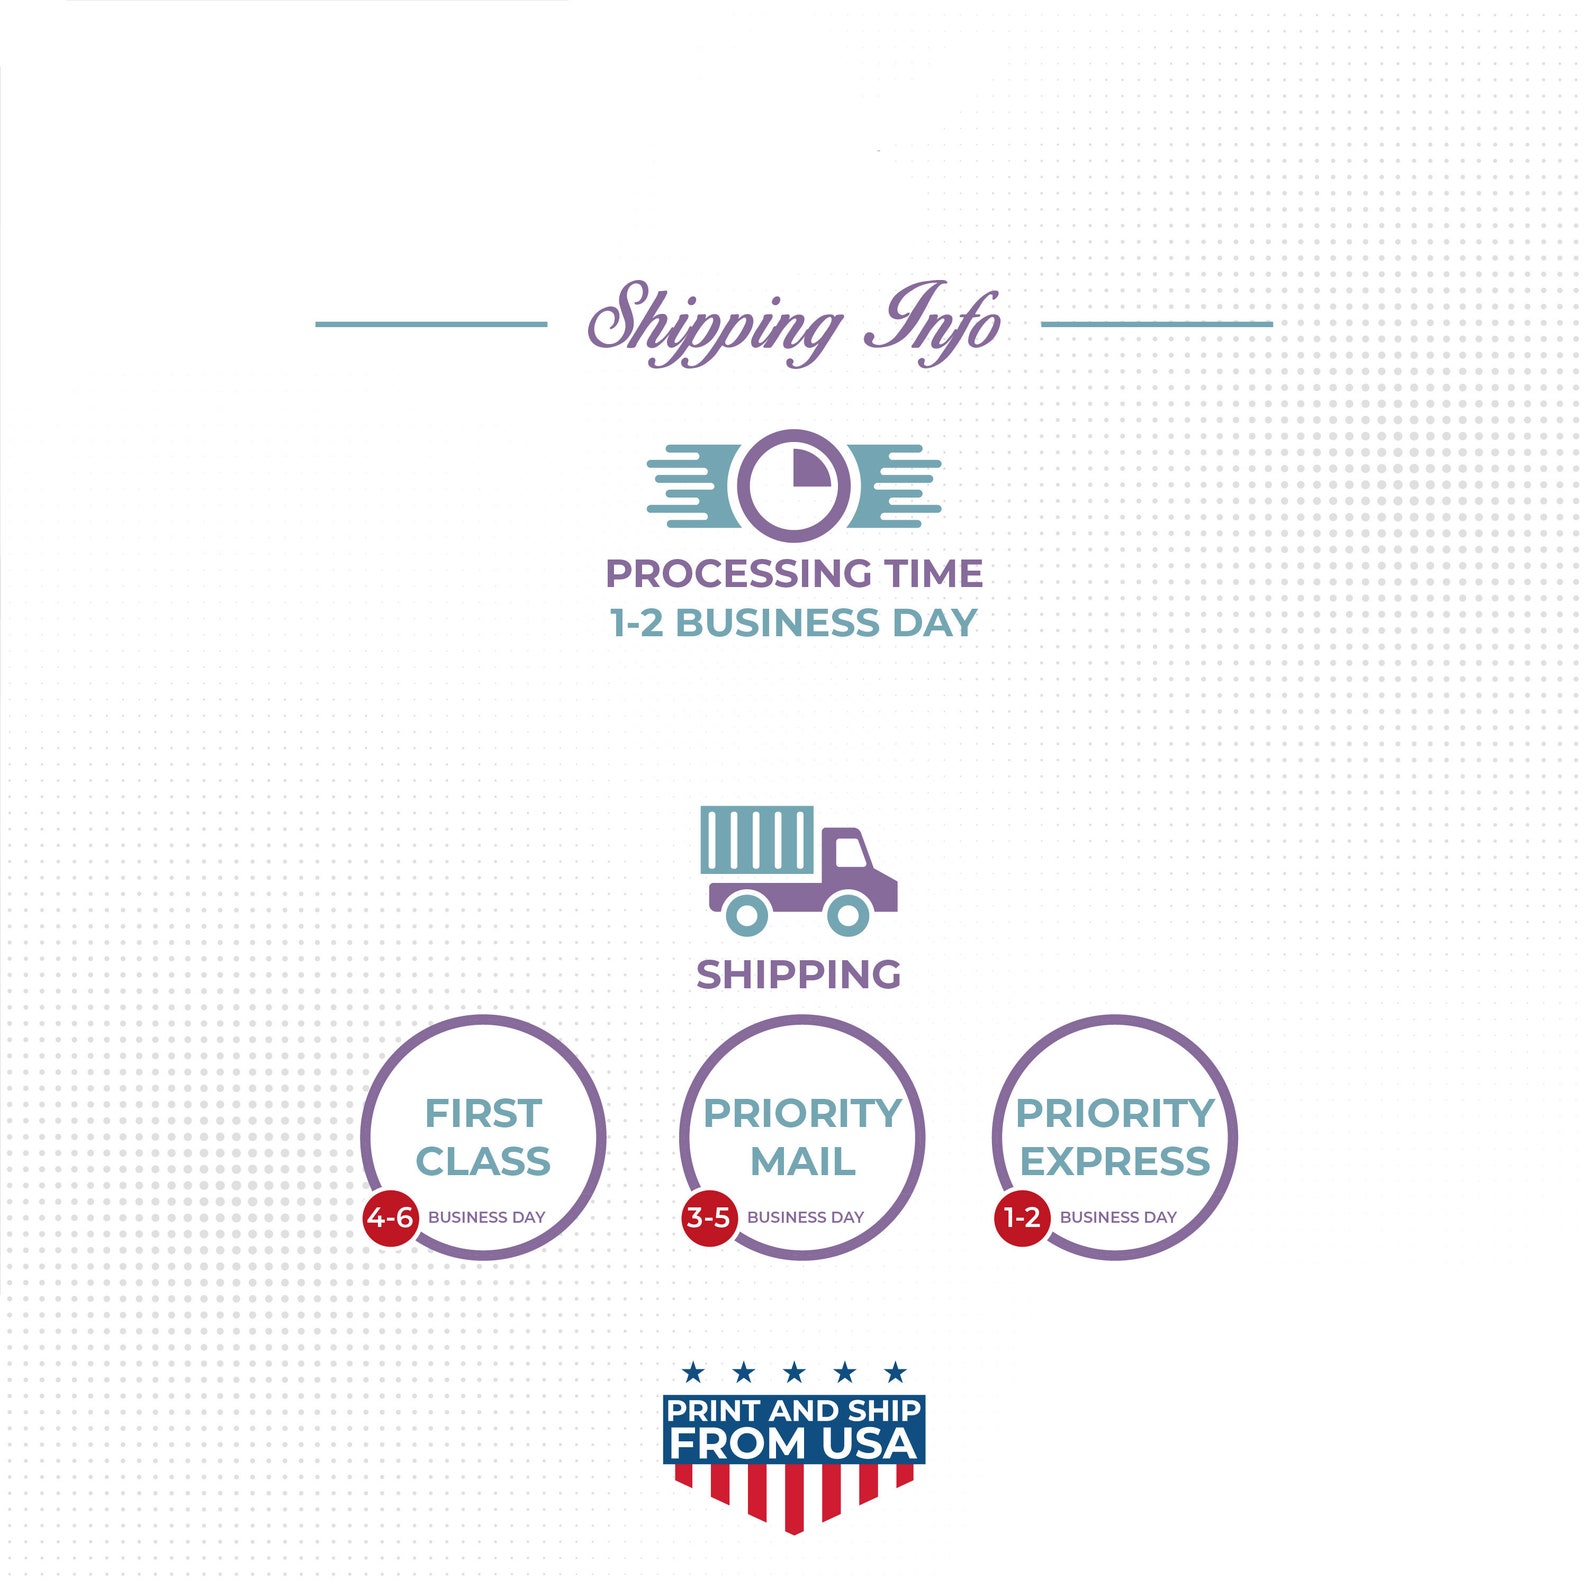 Shipping Info
PROCESSING TIME
1-2 BUSINESS DAY
SHIPPING
FIRST
CLASS
4-6 BUSINESS DAY
PRIORITY
MAIL
3-5 BUSINESS DAY
PRIORITY
EXPRESS
1-2 BUSINESS DAY
PRINT AND SHIP
FROM USA